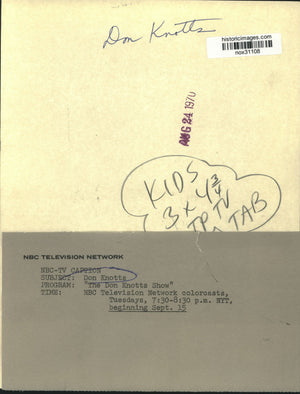 Don Knotts
historicimages.com
nox31108
AUG 24 1970
KIDS
3 x 4 3/4
TP TV
TAB
NBC TELEVISION NETWORK
NBC-TV CAPTION
SUBJECT: Don Knotts
PROGRAM: "The Don Knotts Show"
TIME: NBC Television Network colorcasts,
Tuesdays, 7:30-8:30 p.m. NYT,
beginning Sept. 15